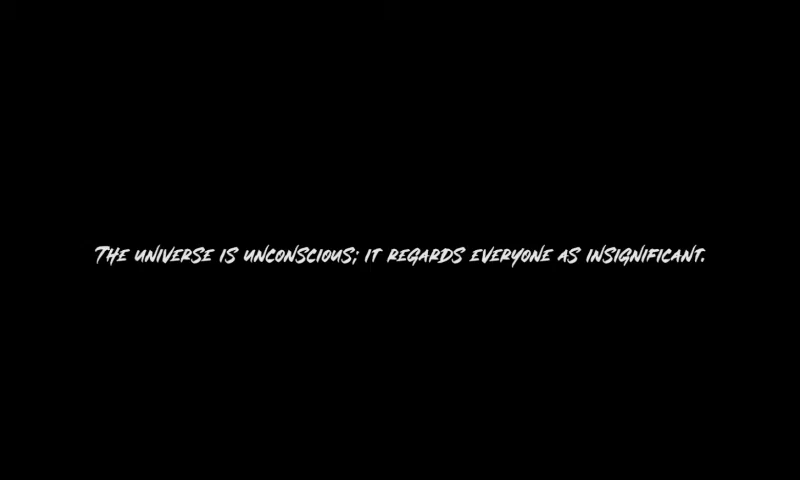 The universe is unconscious; it regards everyone as insignificant.